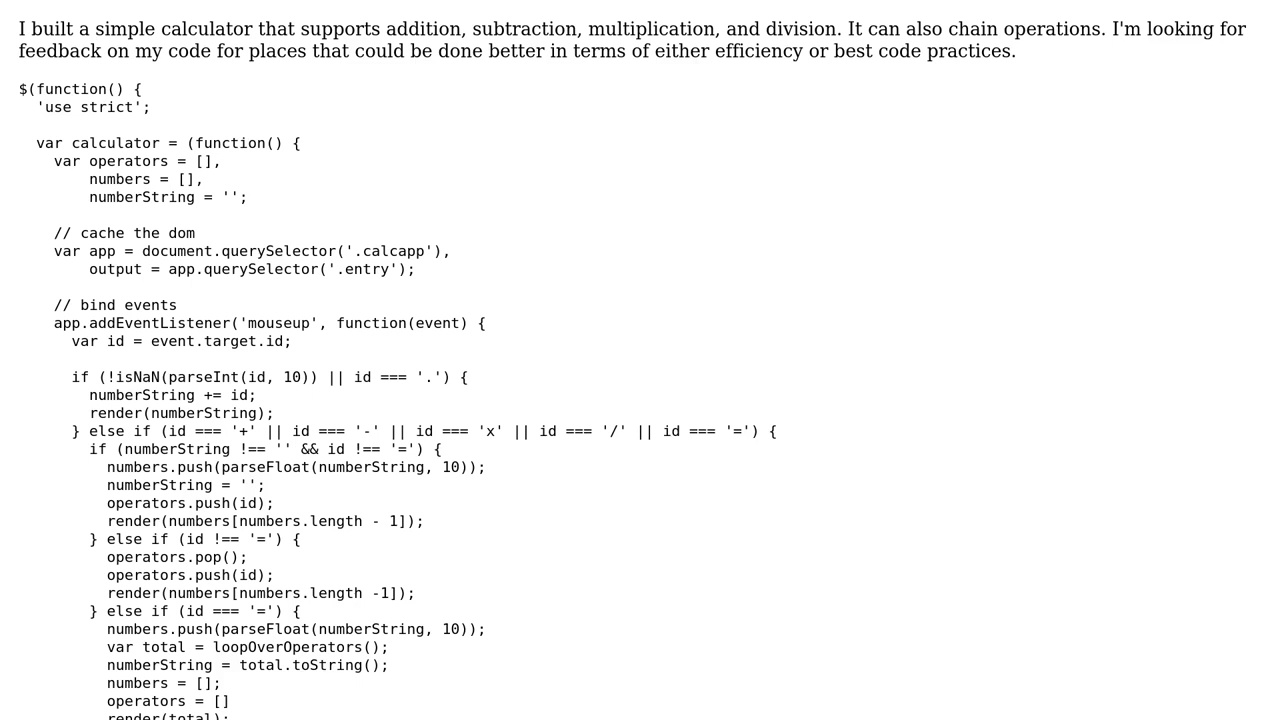 I built a simple calculator that supports addition, subtraction, multiplication, and division. It can also chain operations. I'm looking for
feedback on my code for places that could be done better in terms of either efficiency or best code practices.
$(function() {
  'use strict';

  var calculator = (function() {
    var operators = [],
        numbers = [],
        numberString = '';

    // cache the dom
    var app = document.querySelector('.calcapp'),
        output = app.querySelector('.entry');

    // bind events
    app.addEventListener('mouseup', function(event) {
      var id = event.target.id;

      if (!isNaN(parseInt(id, 10)) || id === '.') {
        numberString += id;
        render(numberString);
      } else if (id === '+' || id === '-' || id === 'x' || id === '/' || id === '=') {
        if (numberString !== '' && id !== '=') {
          numbers.push(parseFloat(numberString, 10));
          numberString = '';
          operators.push(id);
          render(numbers[numbers.length - 1]);
        } else if (id !== '=') {
          operators.pop();
          operators.push(id);
          render(numbers[numbers.length -1]);
        } else if (id === '=') {
          numbers.push(parseFloat(numberString, 10));
          var total = loopOverOperators();
          numberString = total.toString();
          numbers = [];
          operators = []
          render(total);